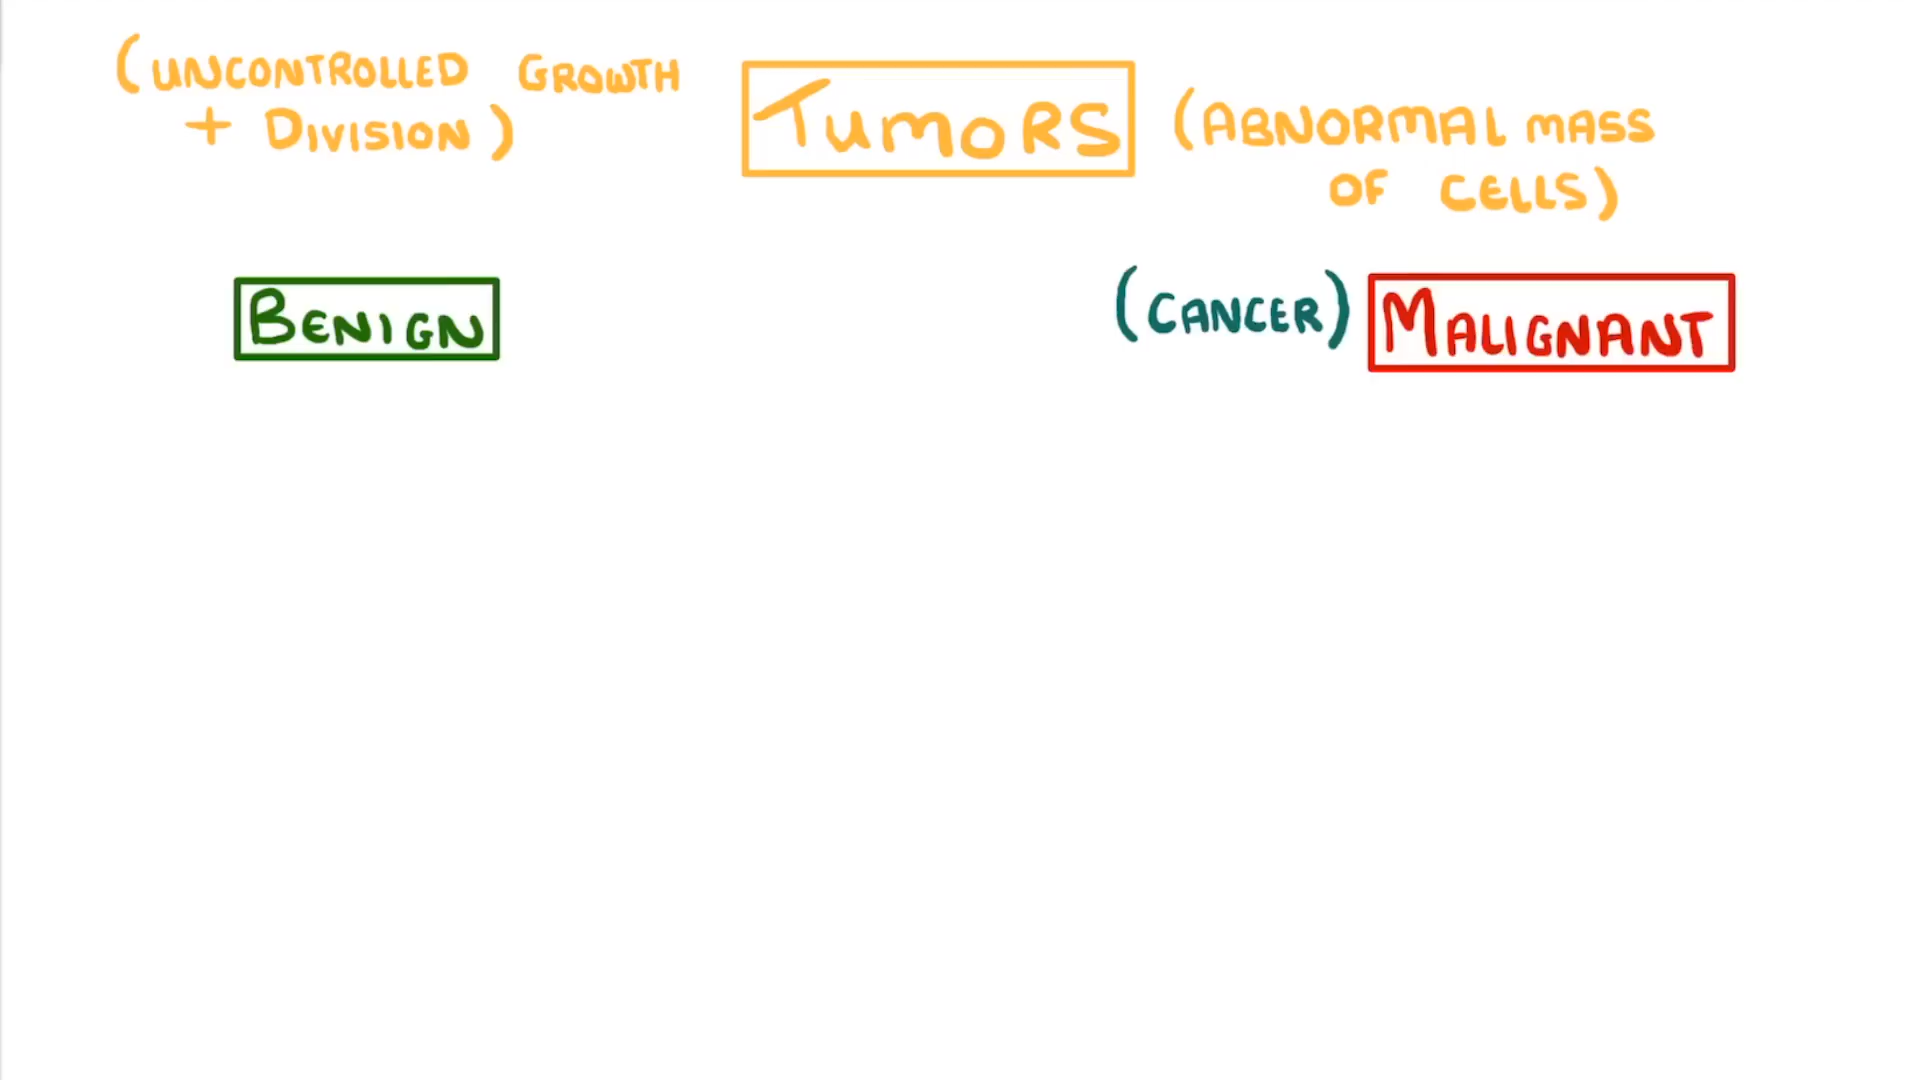 (UNCONTROLLED GROWTH
+ DIVISION)
TUMORS
(ABNORMAL MASS
OF CELLS)
BENIGN
(CANCER)
MALIGNANT